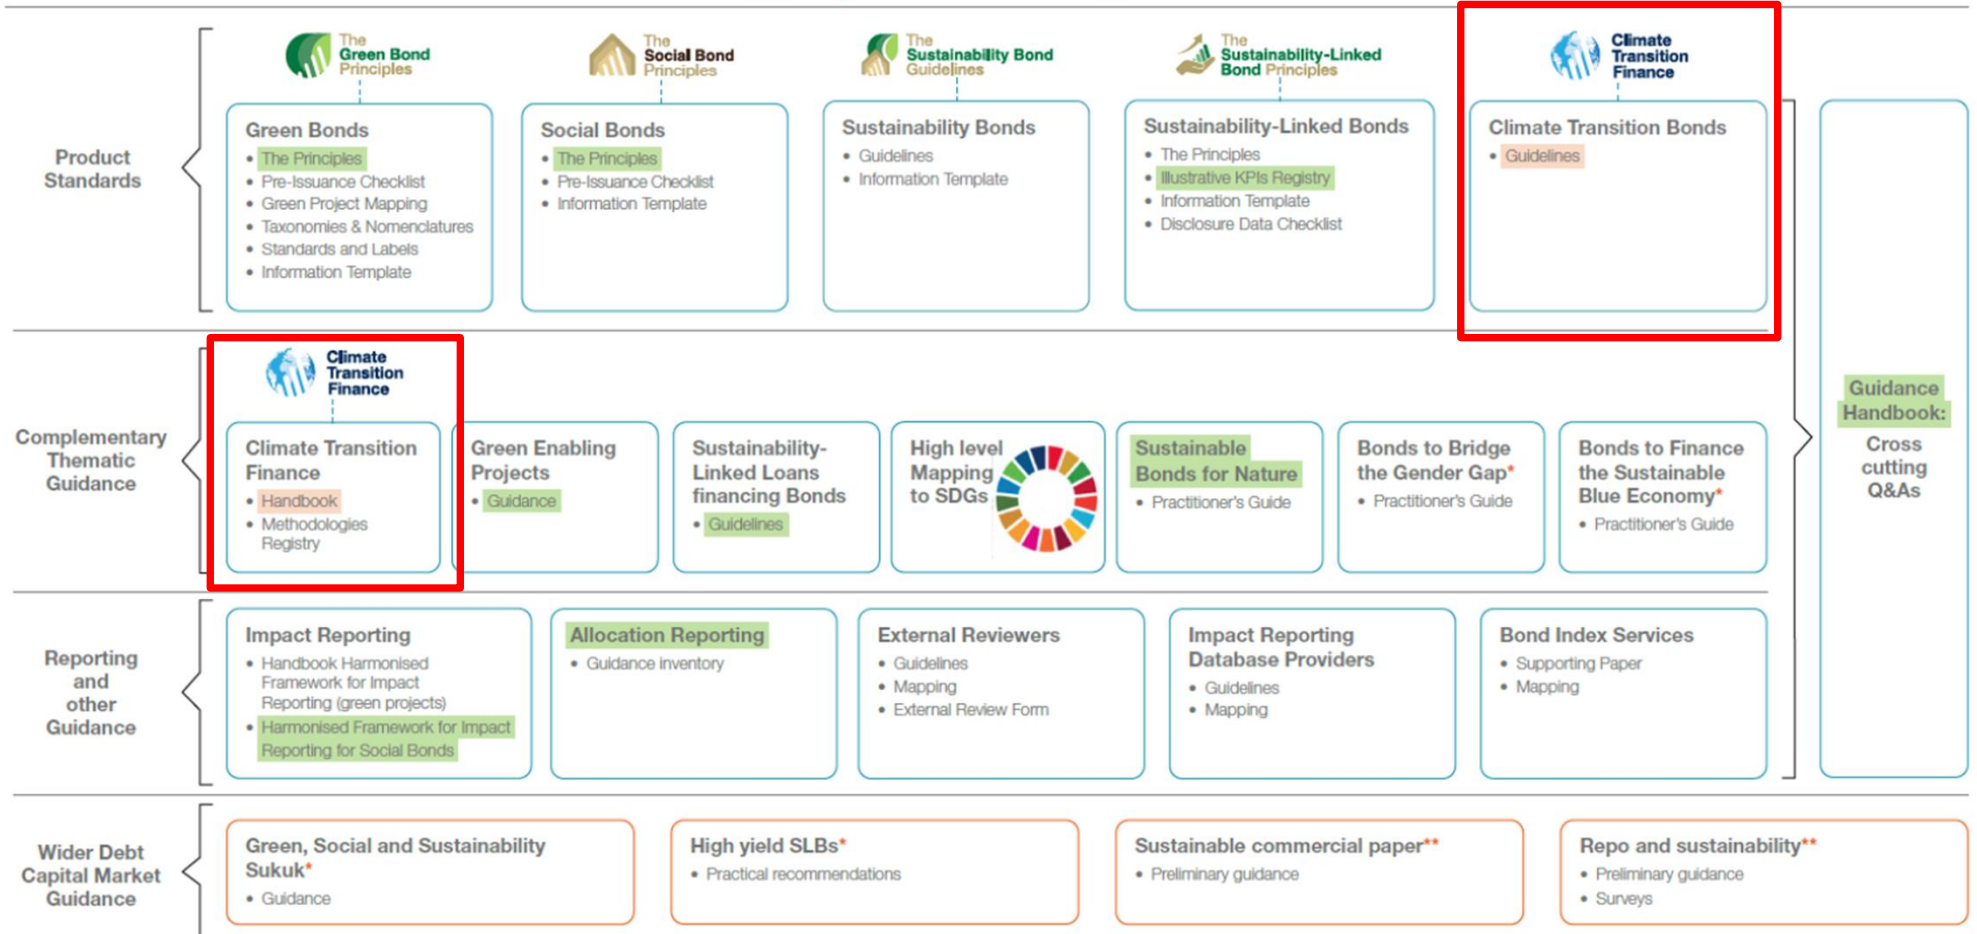 The
Green Bond
Principles
The
Social Bond
Principles
The
Sustainability Bond
Guidelines
The
Sustainability-Linked
Bond Principles
Climate
Transition
Finance
Product
Standards
Green Bonds
• The Principles
• Pre-Issuance Checklist
• Green Project Mapping
• Taxonomies & Nomenclatures
• Standards and Labels
• Information Template
Social Bonds
• The Principles
• Pre-Issuance Checklist
• Information Template
Sustainability Bonds
• Guidelines
• Information Template
Sustainability-Linked Bonds
• The Principles
• Illustrative KPIs Registry
• Information Template
• Disclosure Data Checklist
Climate Transition Bonds
• Guidelines
Climate
Transition
Finance
Complementary
Thematic
Guidance
Climate Transition
Finance
• Handbook
• Methodologies
Registry
Green Enabling
Projects
• Guidance
Sustainability-
Linked Loans
financing Bonds
• Guidelines
High level
Mapping
to SDGs
Sustainable
Bonds for Nature
• Practitioner's Guide
Bonds to Bridge
the Gender Gap*
• Practitioner's Guide
Bonds to Finance
the Sustainable
Blue Economy*
• Practitioner's Guide
Guidance
Handbook:
Cross
cutting
Q&As
Reporting
and
other
Guidance
Impact Reporting
• Handbook Harmonised
Framework for Impact
Reporting (green projects)
• Harmonised Framework for Impact
Reporting for Social Bonds
Allocation Reporting
• Guidance inventory
External Reviewers
• Guidelines
• Mapping
• External Review Form
Impact Reporting
Database Providers
• Guidelines
• Mapping
Bond Index Services
• Supporting Paper
• Mapping
Wider Debt
Capital Market
Guidance
Green, Social and Sustainability
Sukuk*
• Guidance
High yield SLBs*
• Practical recommendations
Sustainable commercial paper**
• Preliminary guidance
Repo and sustainability**
• Preliminary guidance
• Surveys